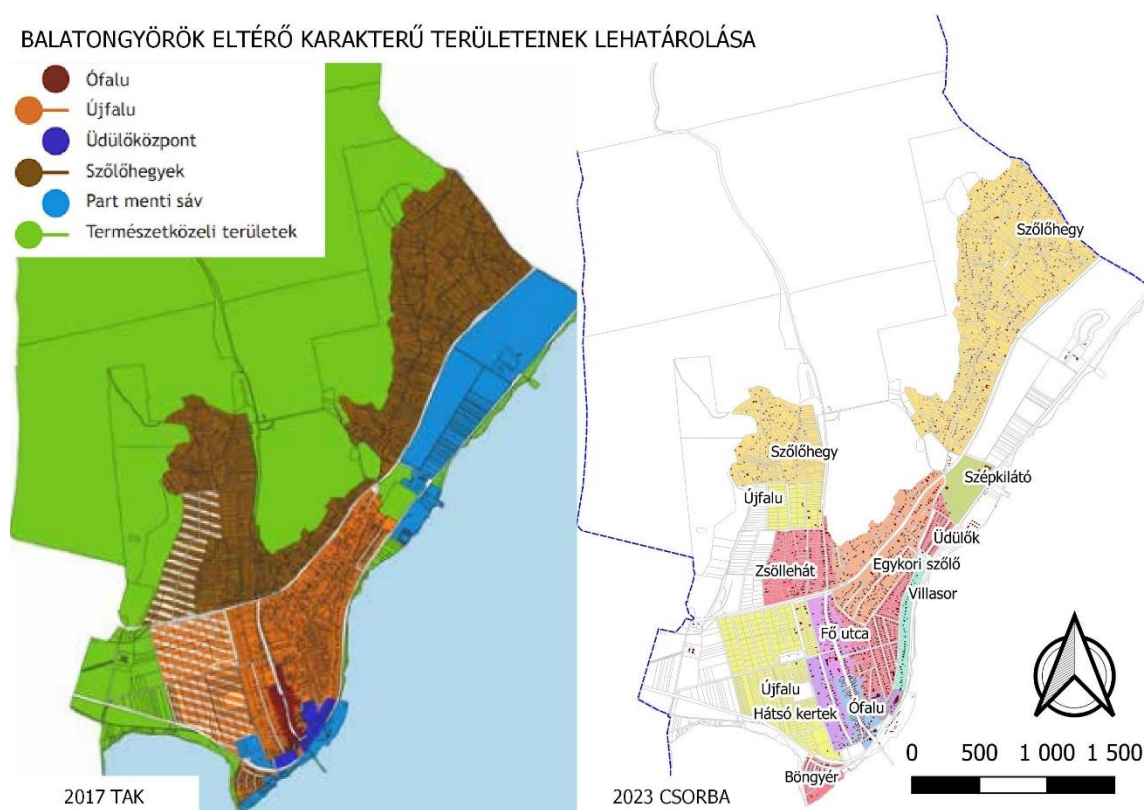 BALATONGYÖRÖK ELTÉRŐ KARAKTERŰ TERÜLETEINEK LEHATÁROLÁSA
Ófalu
Újfalu
Üdülőközpont
Szőlőhegyek
Part menti sáv
Természetközeli területek
2017 TAK
Szőlőhegy
Szőlőhegy
Szépkilátó
Újfalu
Üdülők
Zsöllehát
Egykori szőlő
Villasor
Fő utca
Újfalu
Ófalu
Hátsó kertek
Böngyér
0 500 1 000 1 500
2023 CSORBA